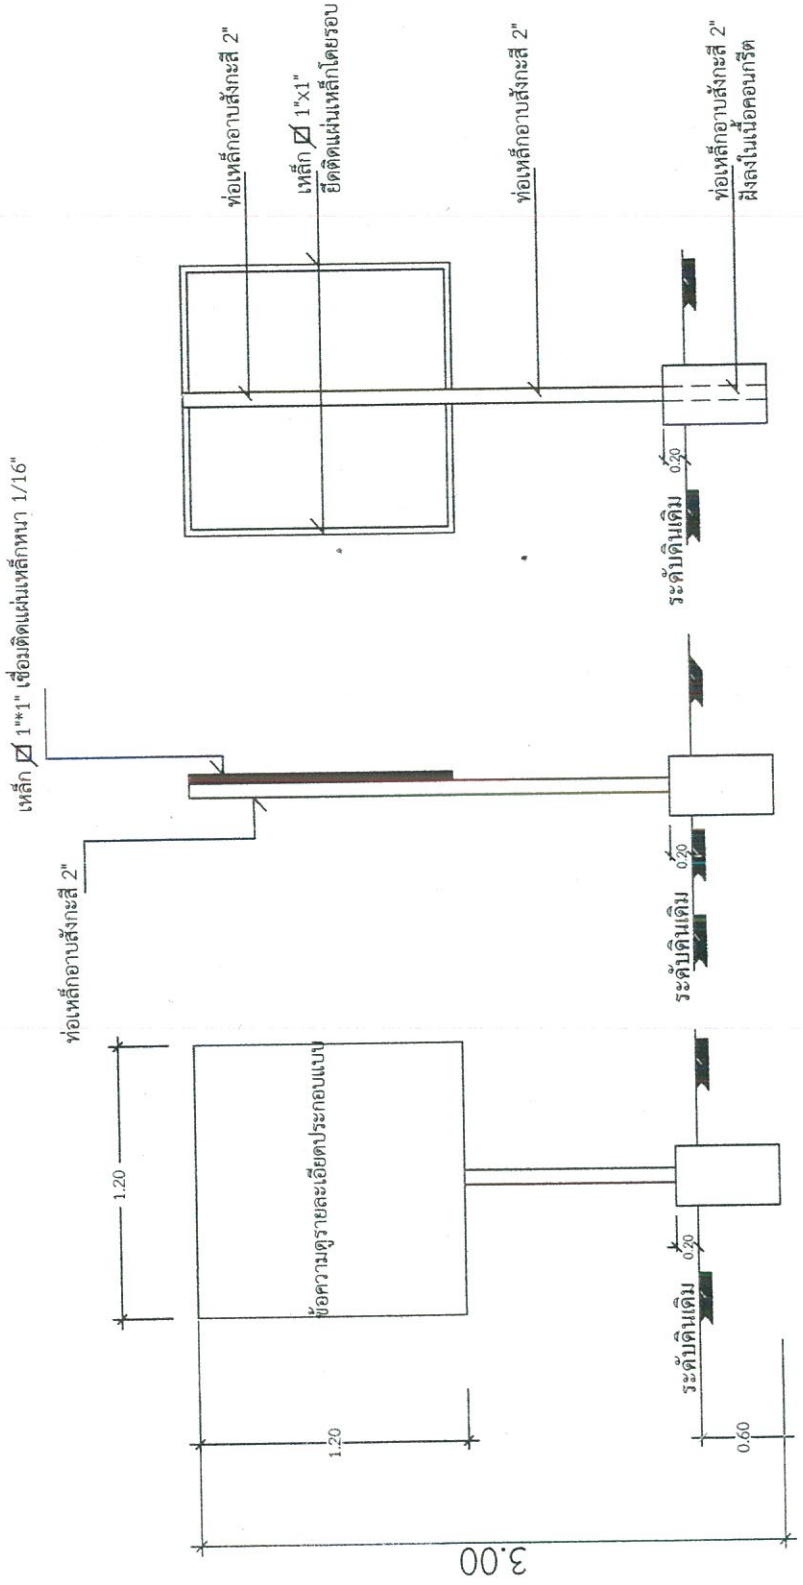 เหล็ก 1"*1" เชื่อมติดแผ่นเหล็กหนา 1/16"
ท่อเหล็กอาบสังกะสี 2"
ท่อเหล็กอาบสังกะสี 2"
เหล็ก 1"x1"
ยึดติดแผ่นเหล็กโดยรอบ
ท่อเหล็กอาบสังกะสี 2"
ท่อเหล็กอาบสังกะสี 2"
ฝังลงในเนื้อคอนกรีต
1.20
ข้อความดูรายละเอียดประกอบแบบ
1.20
3.00
0.60
ระดับดินเดิม
0.20
ระดับดินเดิม
0.20
ระดับดินเดิม
0.20